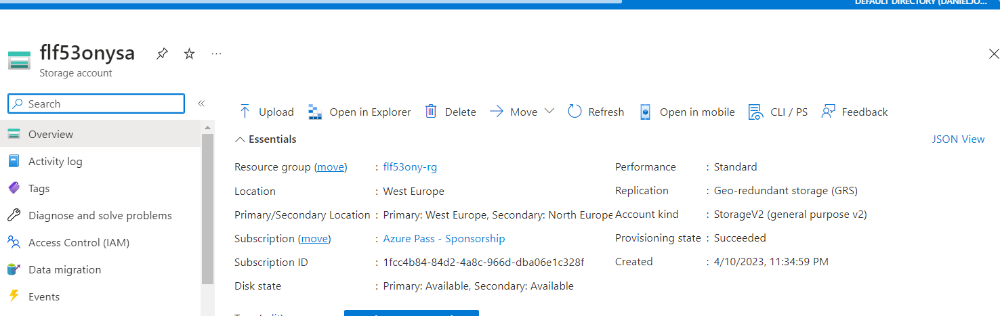 DEFAULT DIRECTORY (DANIELJO...
flf53onysa
Storage account
Search
Upload Open in Explorer Delete Move Refresh Open in mobile CLI / PS Feedback
Overview
Activity log
Tags
Diagnose and solve problems
Access Control (IAM)
Data migration
Events
Essentials
JSON View
Resource group (move) : flf53ony-rg
Location : West Europe
Primary/Secondary Location : Primary: West Europe, Secondary: North Europe
Subscription (move) : Azure Pass - Sponsorship
Subscription ID : 1fcc4b84-84d2-4a8c-966d-dba06e1c328f
Disk state : Primary: Available, Secondary: Available
Performance : Standard
Replication : Geo-redundant storage (GRS)
Account kind : StorageV2 (general purpose v2)
Provisioning state : Succeeded
Created : 4/10/2023, 11:34:59 PM